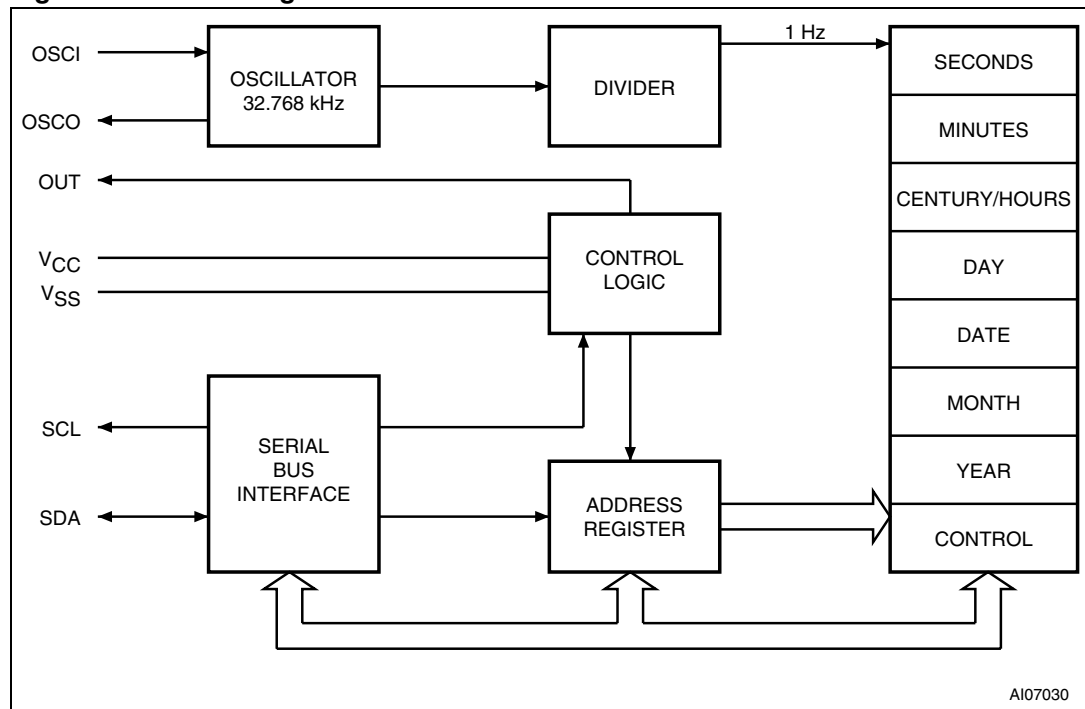 OSCI
OSCO
OUT
VCC
VSS
SCL
SDA
OSCILLATOR
32.768 kHz
DIVIDER
1 Hz
CONTROL
LOGIC
SERIAL
BUS
INTERFACE
ADDRESS
REGISTER
SECONDS
MINUTES
CENTURY/HOURS
DAY
DATE
MONTH
YEAR
CONTROL
AI07030